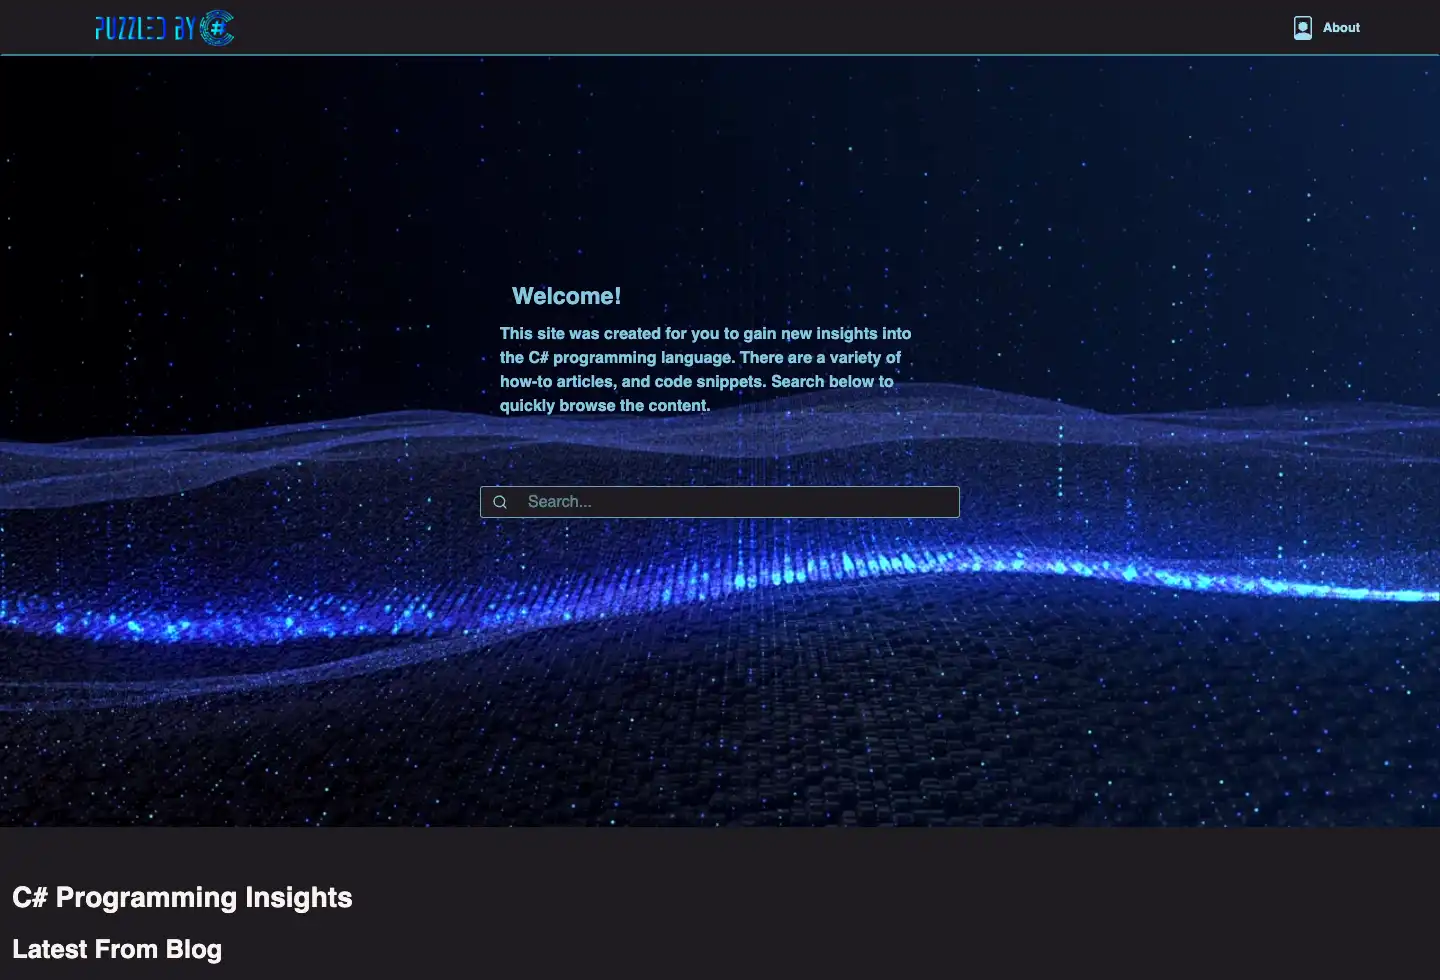 PUZZLED BY C#
About
Welcome!
This site was created for you to gain new insights into
the C# programming language. There are a variety of
how-to articles, and code snippets. Search below to
quickly browse the content.
Search...
C# Programming Insights
Latest From Blog